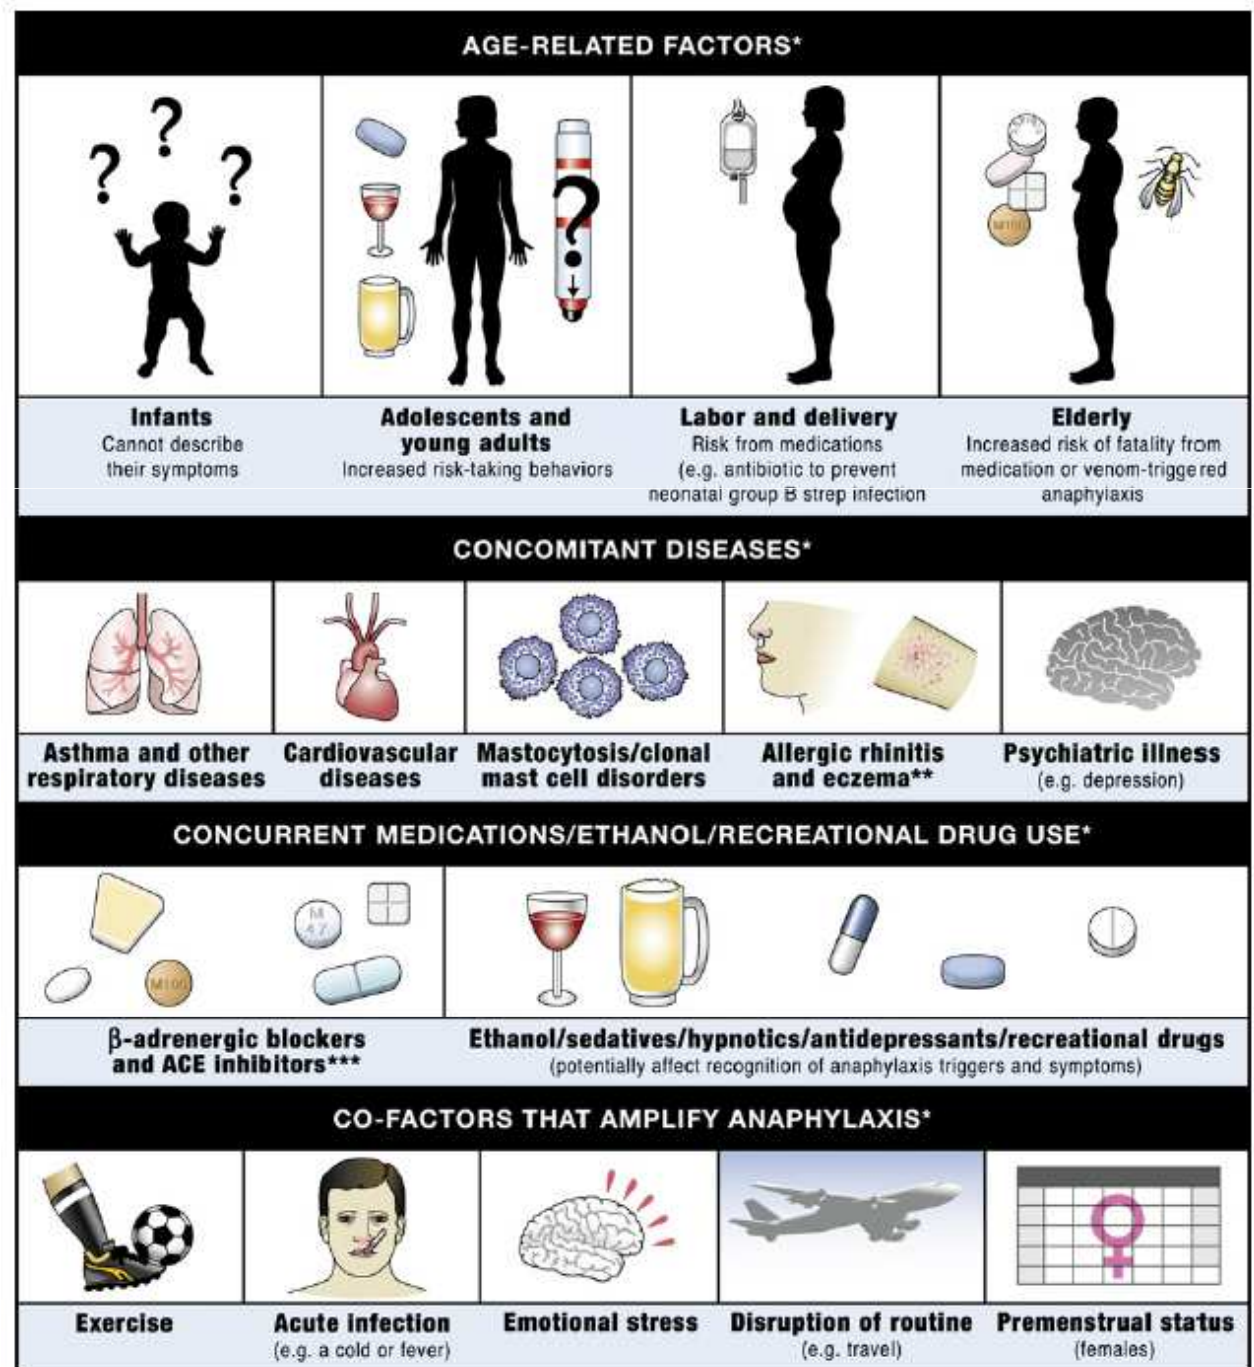 AGE-RELATED FACTORS*
?
?
?
?
M100
Infants
Cannot describe
their symptoms
Adolescents and
young adults
Increased risk-taking behaviors
Labor and delivery
Risk from medications
(e.g. antibiotic to prevent
neonatal group B strep infection
Elderly
Increased risk of fatality from
medication or venom-triggered
anaphylaxis
CONCOMITANT DISEASES*
Asthma and other
respiratory diseases
Cardiovascular
diseases
Mastocytosis/clonal
mast cell disorders
Allergic rhinitis
and eczema**
Psychiatric illness
(e.g. depression)
CONCURRENT MEDICATIONS/ETHANOL/RECREATIONAL DRUG USE*
M
47
M100
β-adrenergic blockers
and ACE inhibitors***
Ethanol/sedatives/hypnotics/antidepressants/recreational drugs
(potentially affect recognition of anaphylaxis triggers and symptoms)
CO-FACTORS THAT AMPLIFY ANAPHYLAXIS*
Exercise
Acute infection
(e.g. a cold or fever)
Emotional stress
Disruption of routine
(e.g. travel)
Premenstrual status
(females)